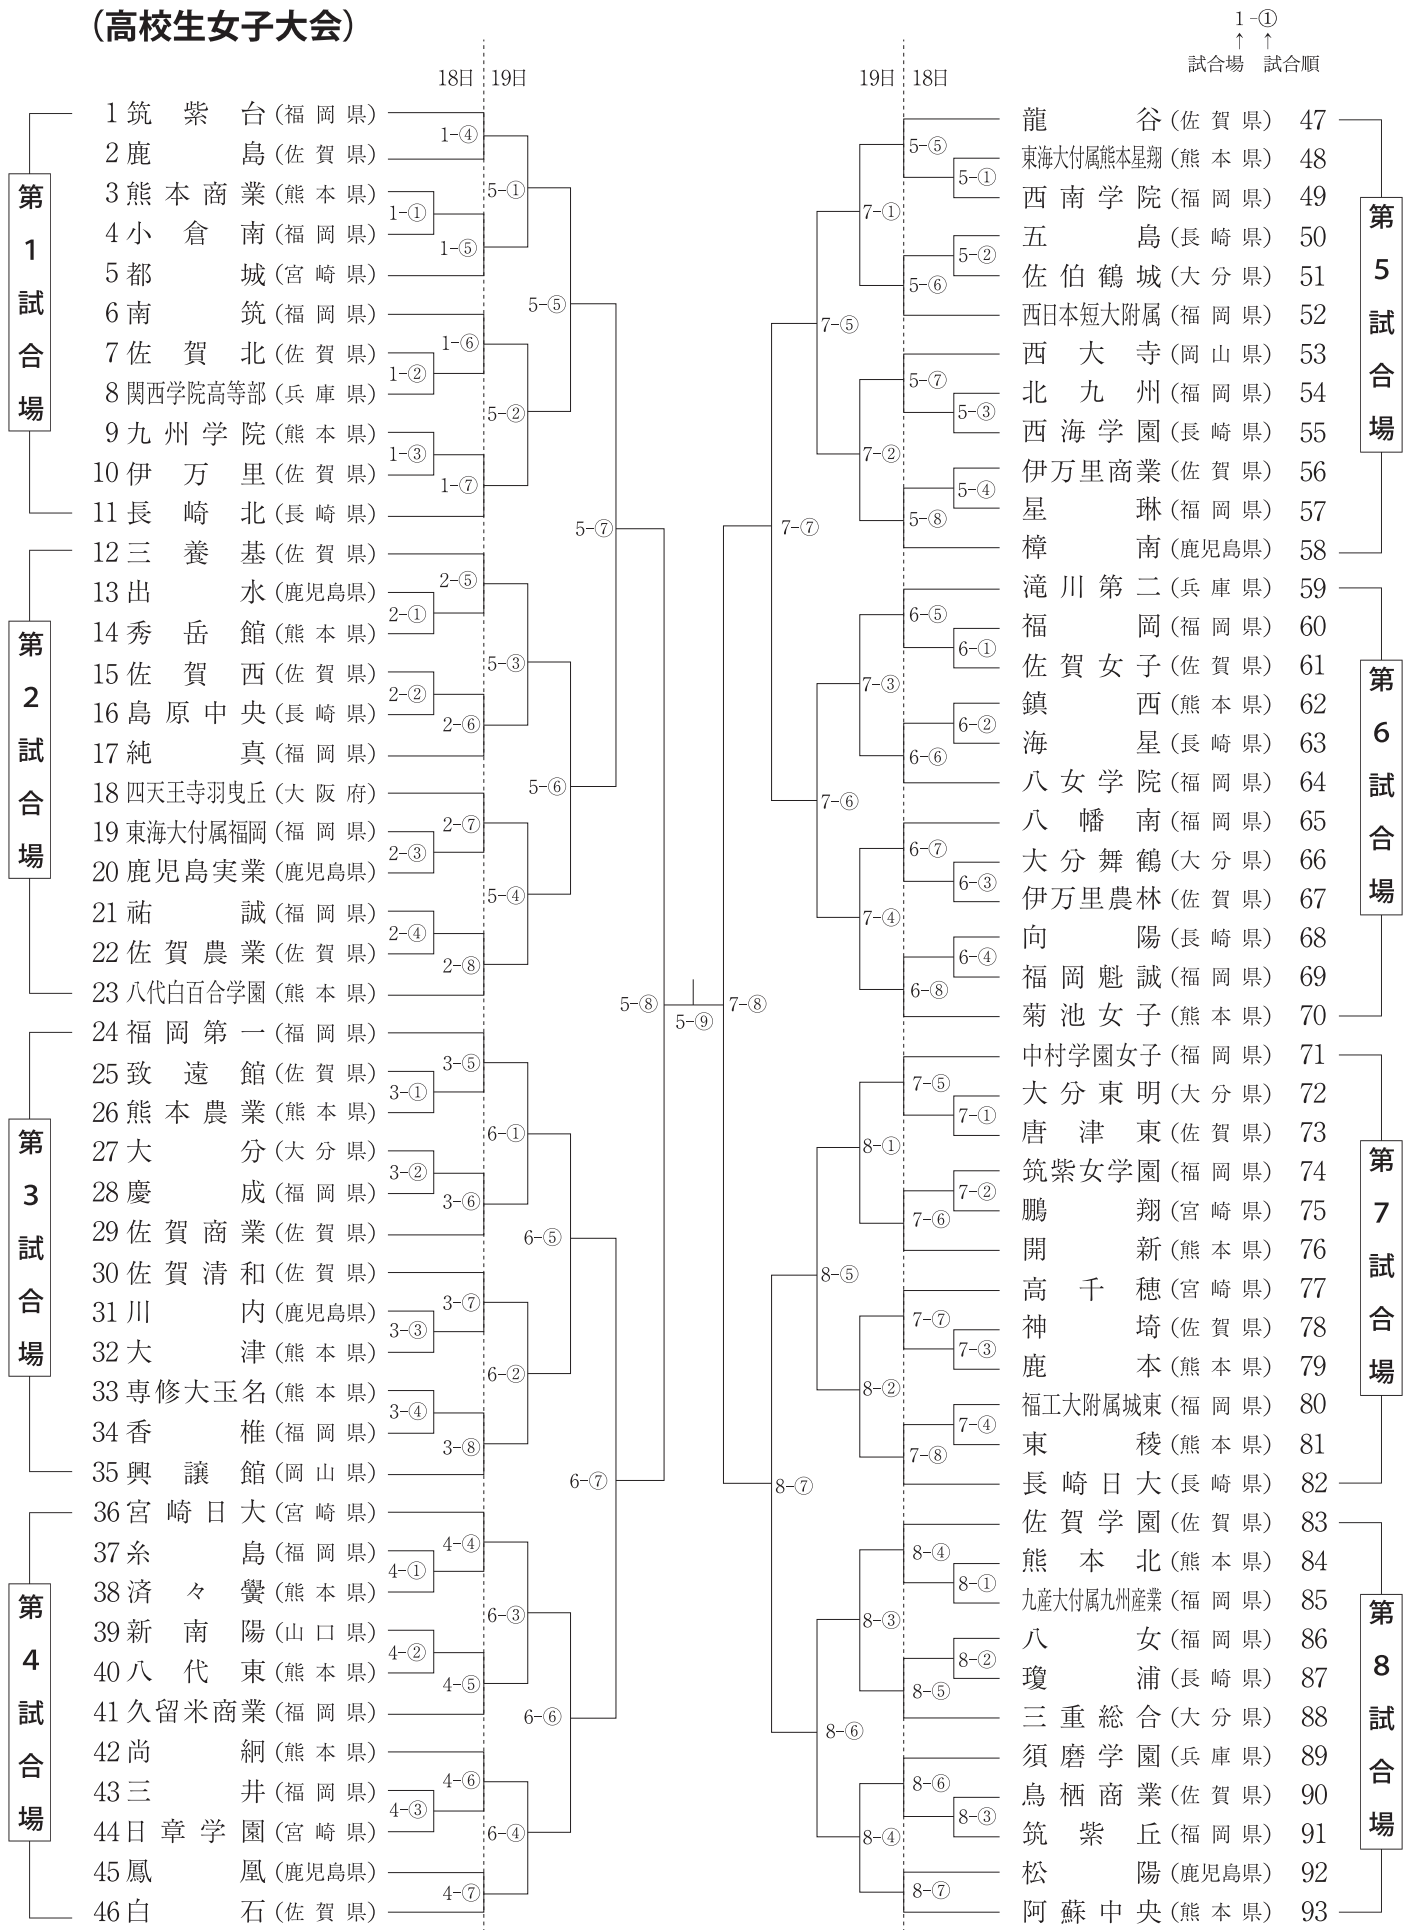 (高校生女子大会)
1-①
試合場 試合順
18日 19日
19日 18日
第1試合場
1 筑紫台 (福岡県)
2 鹿島 (佐賀県)
3 熊本商業 (熊本県)
4 小倉南 (福岡県)
5 都城 (宮崎県)
6 南筑 (福岡県)
7 佐賀北 (佐賀県)
8 関西学院高等部 (兵庫県)
9 九州学院 (熊本県)
10 伊万里 (佐賀県)
11 長崎北 (長崎県)
1-④
1-①
1-⑤
1-⑥
1-②
1-③
1-⑦
5-①
5-②
5-⑤
第2試合場
12 三養基 (佐賀県)
13 出水 (鹿児島県)
14 秀岳館 (熊本県)
15 佐賀西 (佐賀県)
16 島原中央 (長崎県)
17 純真 (福岡県)
18 四天王寺羽曳丘 (大阪府)
19 東海大付属福岡 (福岡県)
20 鹿児島実業 (鹿児島県)
21 祐誠 (福岡県)
22 佐賀農業 (佐賀県)
23 八代白百合学園 (熊本県)
2-⑤
2-①
2-②
2-⑥
2-⑦
2-③
2-④
2-⑧
5-③
5-④
5-⑥
5-⑦
第3試合場
24 福岡第一 (福岡県)
25 致遠館 (佐賀県)
26 熊本農業 (熊本県)
27 大分 (大分県)
28 慶成 (福岡県)
29 佐賀商業 (佐賀県)
30 佐賀清和 (佐賀県)
31 川内 (鹿児島県)
32 大津 (熊本県)
33 専修大玉名 (熊本県)
34 香椎 (福岡県)
35 興譲館 (岡山県)
3-⑤
3-①
3-②
3-⑥
3-⑦
3-③
3-④
3-⑧
6-①
6-②
6-⑤
第4試合場
36 宮崎日大 (宮崎県)
37 糸島 (福岡県)
38 済々黌 (熊本県)
39 新南陽 (山口県)
40 八代東 (熊本県)
41 久留米商業 (福岡県)
42 尚絅 (熊本県)
43 三井 (福岡県)
44 日章学園 (宮崎県)
45 鳳凰 (鹿児島県)
46 白石 (佐賀県)
4-④
4-①
4-②
4-⑤
4-⑥
4-③
4-⑦
6-③
6-④
6-⑥
6-⑦
5-⑧
5-⑨
7-⑧
第5試合場
龍谷 (佐賀県) 47
東海大付属熊本星翔 (熊本県) 48
西南学院 (福岡県) 49
五島 (長崎県) 50
佐伯鶴城 (大分県) 51
西日本短大附属 (福岡県) 52
西大寺 (岡山県) 53
北九州 (福岡県) 54
西海学園 (長崎県) 55
伊万里商業 (佐賀県) 56
星琳 (福岡県) 57
樟南 (鹿児島県) 58
5-⑤
5-①
5-②
5-⑥
5-⑦
5-③
5-④
5-⑧
7-①
7-②
7-⑤
第6試合場
滝川第二 (兵庫県) 59
福岡 (福岡県) 60
佐賀女子 (佐賀県) 61
鎮西 (熊本県) 62
海星 (長崎県) 63
八女学院 (福岡県) 64
八幡南 (福岡県) 65
大分舞鶴 (大分県) 66
伊万里農林 (佐賀県) 67
向陽 (長崎県) 68
福岡魁誠 (福岡県) 69
菊池女子 (熊本県) 70
6-⑤
6-①
6-②
6-⑥
6-⑦
6-③
6-④
6-⑧
7-③
7-④
7-⑥
7-⑦
第7試合場
中村学園女子 (福岡県) 71
大分東明 (大分県) 72
唐津東 (佐賀県) 73
筑紫女学園 (福岡県) 74
鵬翔 (宮崎県) 75
開新 (熊本県) 76
高千穂 (宮崎県) 77
神埼 (佐賀県) 78
鹿本 (熊本県) 79
福工大附属城東 (福岡県) 80
東稜 (熊本県) 81
長崎日大 (長崎県) 82
7-⑤
7-①
7-②
7-⑥
7-⑦
7-③
7-④
7-⑧
8-①
8-②
8-⑤
第8試合場
佐賀学園 (佐賀県) 83
熊本北 (熊本県) 84
九産大付属九州産業 (福岡県) 85
八女 (福岡県) 86
瓊浦 (長崎県) 87
三重総合 (大分県) 88
須磨学園 (兵庫県) 89
鳥栖商業 (佐賀県) 90
筑紫丘 (福岡県) 91
松陽 (鹿児島県) 92
阿蘇中央 (熊本県) 93
8-④
8-①
8-②
8-⑤
8-⑥
8-③
8-⑦
8-③
8-④
8-⑥
8-⑦